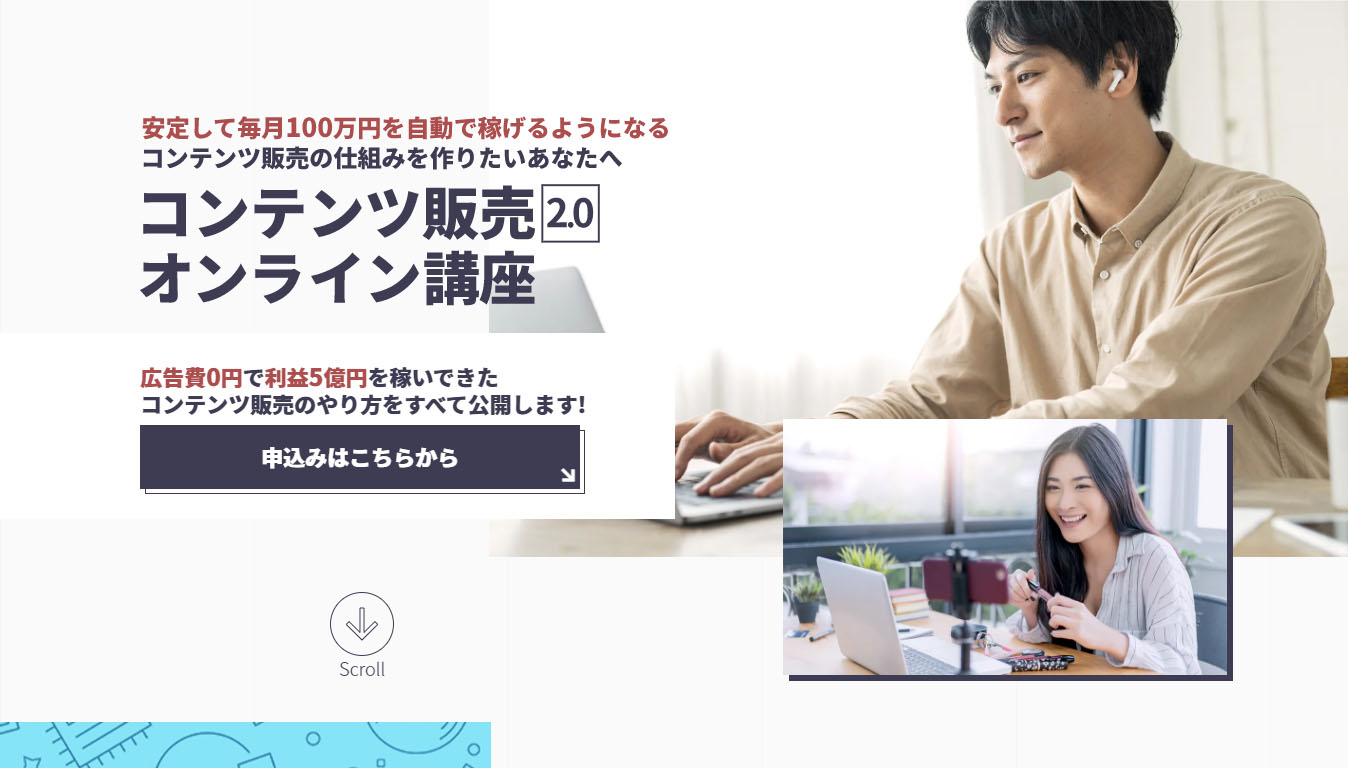 安定して毎月100万円を自動で稼げるようになる
コンテンツ販売の仕組みを作りたいあなたへ
コンテンツ販売2.0
オンライン講座
広告費0円で利益5億円を稼いできた
コンテンツ販売のやり方をすべて公開します!
申込みはこちらから
Scroll